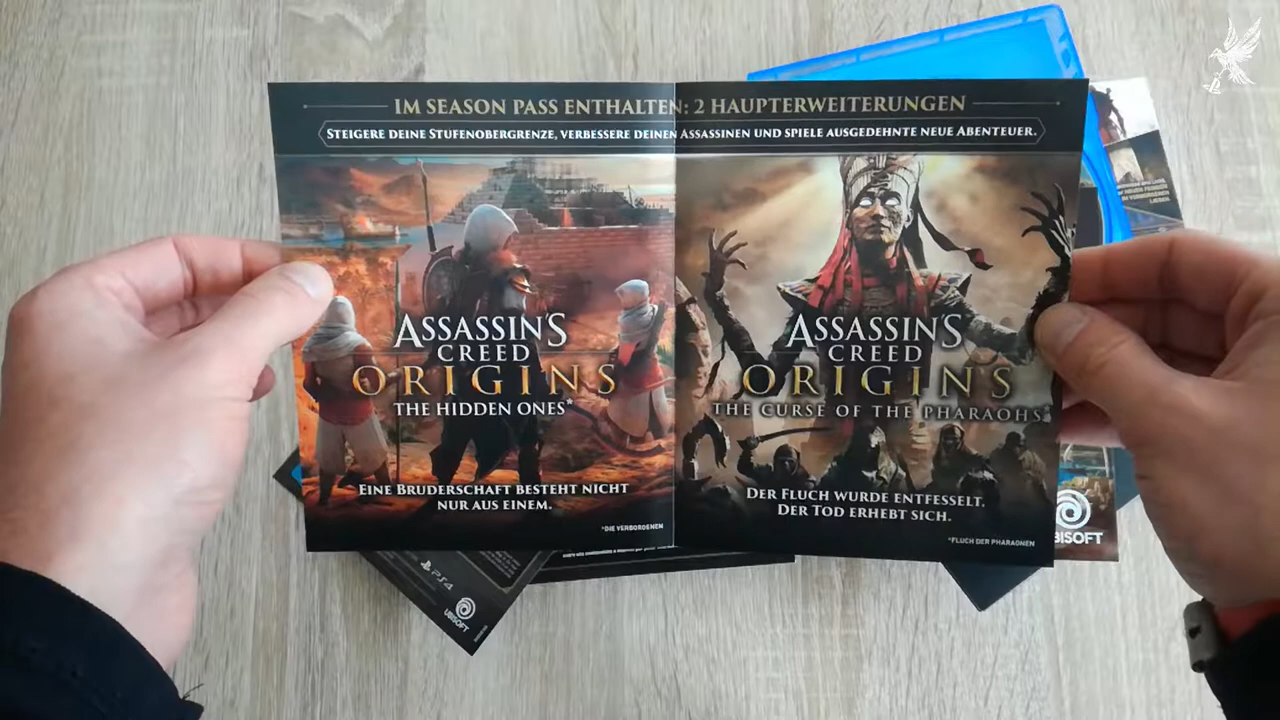 IM SEASON PASS ENTHALTEN: 2 HAUPTERWEITERUNGEN
STEIGERE DEINE STUFENOBERGRENZE, VERBESSERE DEINEN ASSASSINEN UND SPIELE AUSGEDEHNTE NEUE ABENTEUER.
ASSASSIN'S
CREED
ORIGINS
THE HIDDEN ONES*
EINE BRUDERSCHAFT BESTEHT NICHT
NUR AUS EINEM.
*DIE VERBORGENEN
ASSASSIN'S
CREED
ORIGINS
THE CURSE OF THE PHARAOHS*
DER FLUCH WURDE ENTFESSELT.
DER TOD ERHEBT SICH.
*FLUCH DER PHARAONEN
PS4
UBISOFT
UBISOFT